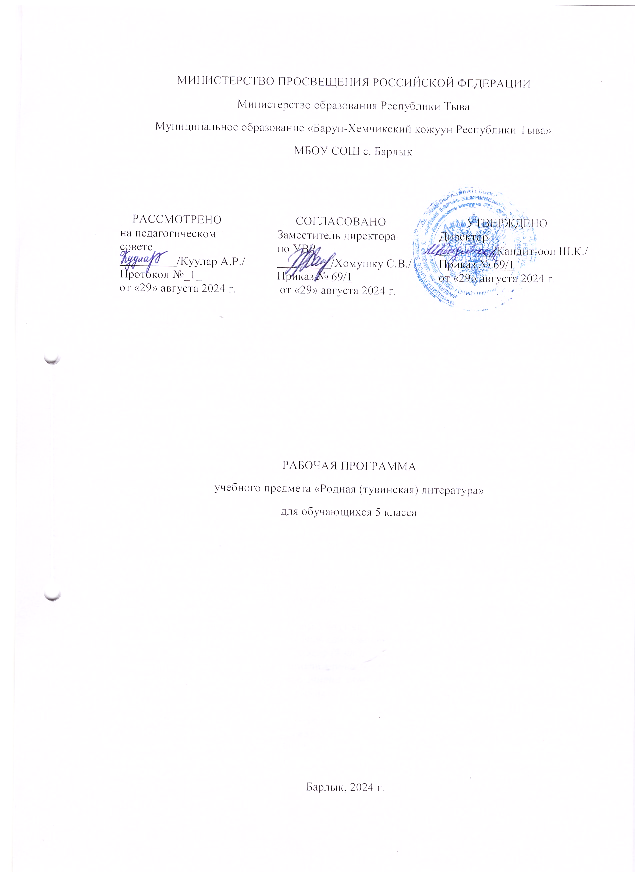 МИНИСТЕРСТВО ПРОСВЕЩЕНИЯ РОССИЙСКОЙ ФЕДЕРАЦИИ
Министерство образования Республики Тыва
Муниципальное образование «Барун-Хемчикский кожуун Республики Тыва»
МБОУ СОШ с. Барлык
РАССМОТРЕНО
на педагогическом
совете
/Куулар А.Р./
Протокол №_1_
от «29» августа 2024 г.
СОГЛАСОВАНО
Заместитель директора
по УВР
/Хомушку С.В./
Приказ № 69/1
от «29» августа 2024 г.
УТВЕРЖДЕНО
Директор
Приказ № 69/1
от «29» августа 2024 г.
РАБОЧАЯ ПРОГРАММА
учебного предмета «Родная (тувинская) литература»
для обучающихся 5 класса
Барлык, 2024 г.